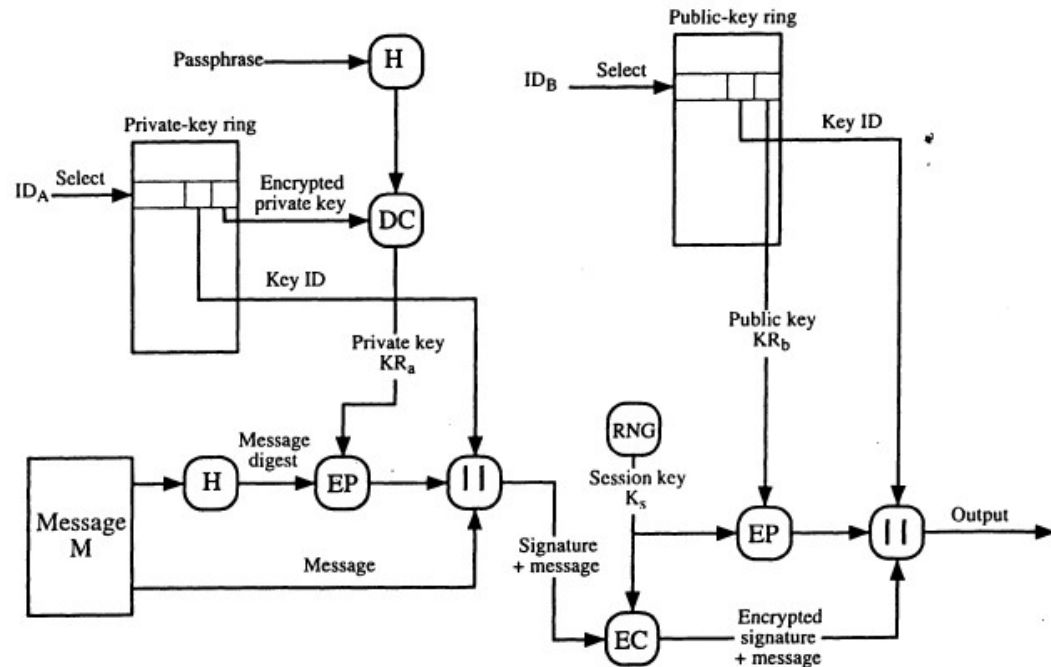 Public-key ring
Passphrase
H
ID_B
Select
Private-key ring
Key ID
ID_A
Select
Encrypted
private key
DC
Key ID
Private key
KR_a
Public key
KR_b
RNG
Message
digest
Session key
K_s
H
EP
||
EP
||
Output
Message
M
Message
Signature
+ message
EC
Encrypted
signature
+ message